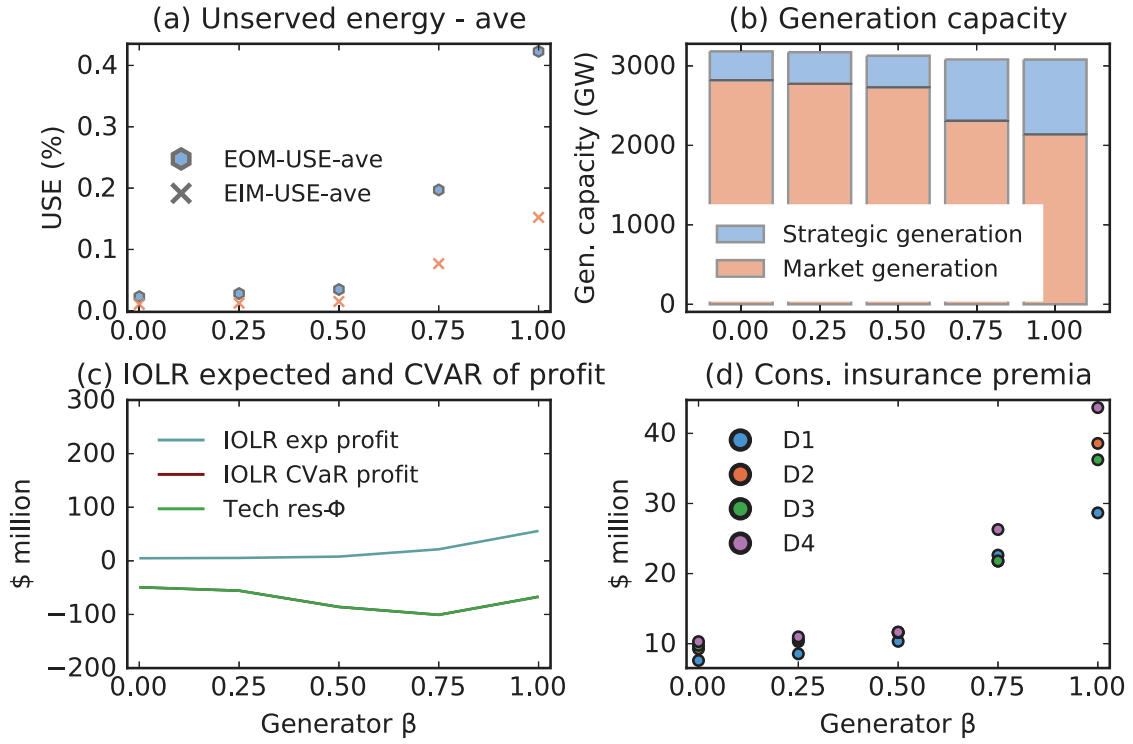 (a) Unserved energy - ave
USE (%)
0.4
0.3
0.2
0.1
0.0
EOM-USE-ave
EIM-USE-ave
0.00 0.25 0.50 0.75 1.00
(b) Generation capacity
Gen. capacity (GW)
3000
2000
1000
0
Strategic generation
Market generation
0.00 0.25 0.50 0.75 1.00
(c) IOLR expected and CVAR of profit
$ million
300
200
100
0
−100
−200
IOLR exp profit
IOLR CVaR profit
Tech res-Φ
0.00 0.25 0.50 0.75 1.00
Generator β
(d) Cons. insurance premia
$ million
40
30
20
10
D1
D2
D3
D4
0.00 0.25 0.50 0.75 1.00
Generator β